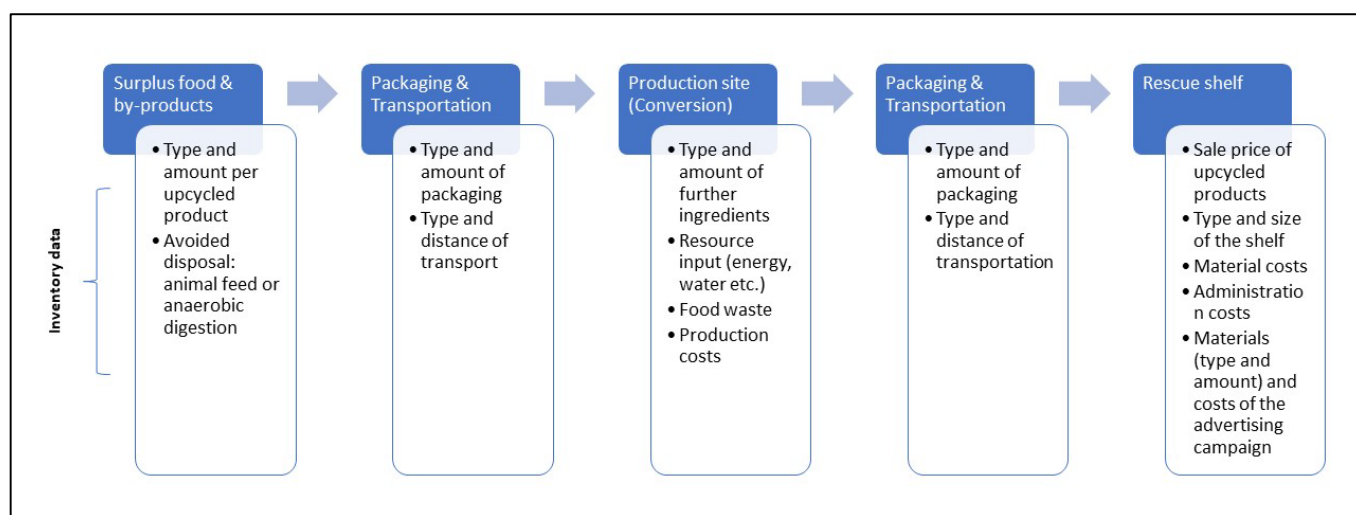 Surplus food &
by-products
Packaging &
Transportation
Production site
(Conversion)
Packaging &
Transportation
Rescue shelf
Inventory data
• Type and
amount per
upcycled
product
• Avoided
disposal:
animal feed or
anaerobic
digestion
• Type and
amount of
packaging
• Type and
distance of
transport
• Type and
amount of
further
ingredients
• Resource
input (energy,
water etc.)
• Food waste
• Production
costs
• Type and
amount of
packaging
• Type and
distance of
transportation
• Sale price of
upcycled
products
• Type and size
of the shelf
• Material costs
• Administratio
n costs
• Materials
(type and
amount) and
costs of the
advertising
campaign